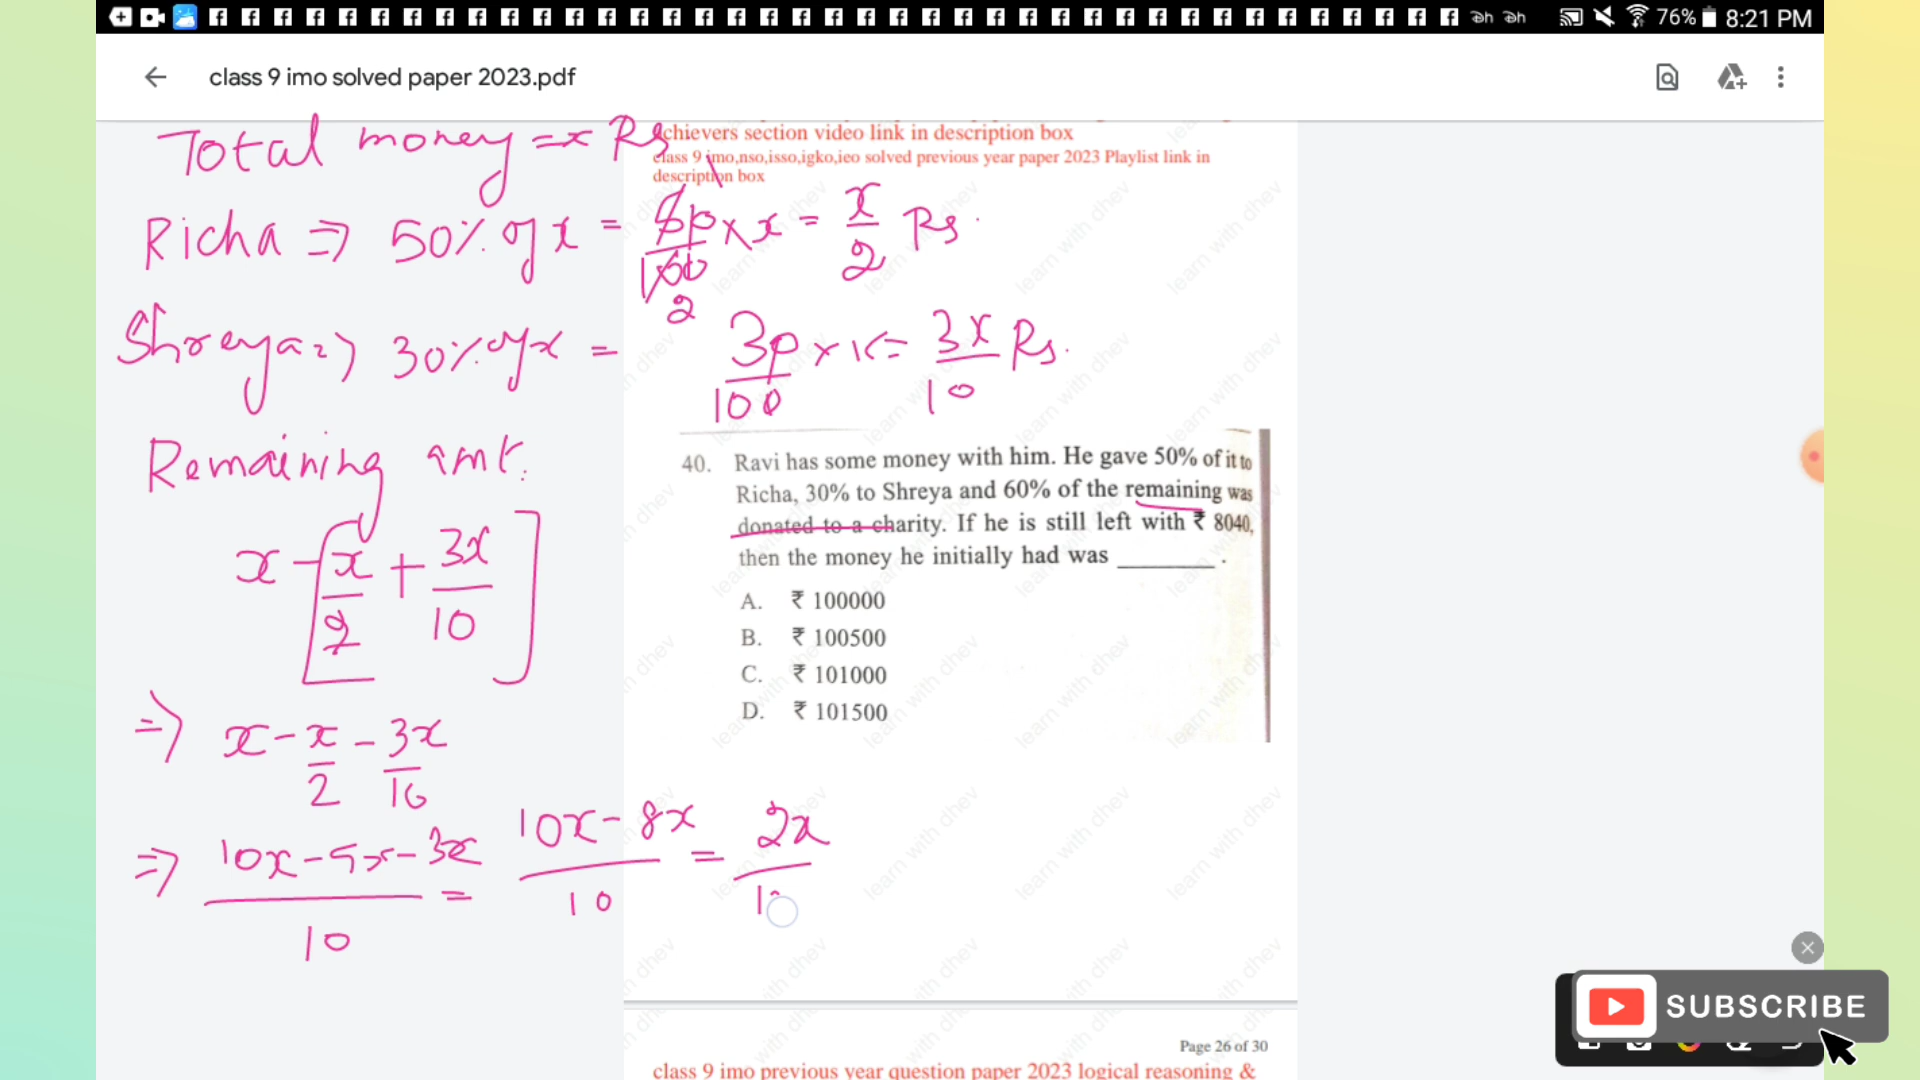 76% 8:21 PM
class 9 imo solved paper 2023.pdf
chievers section video link in description box
class 9 imo,nso,isso,igko,ieo solved previous year paper 2023 Playlist link in
description box
Total money = x Rs
Richa ⇒ 50% of x = 50/100 × x = x/2 Rs.
2
Shreya ⇒ 30% of x = 30/100 × x = 3x/10 Rs.
Remaining amt.
x - [x/2 + 3x/10]
⇒ x - x/2 - 3x/10
⇒ 10x - 5x - 3x/10 = 10x - 8x/10 = 2x/10
40. Ravi has some money with him. He gave 50% of it to
Richa, 30% to Shreya and 60% of the remaining was
donated to a charity. If he is still left with ₹ 8040,
then the money he initially had was ________ .
A. ₹ 100000
B. ₹ 100500
C. ₹ 101000
D. ₹ 101500
learn with dhev
Page 26 of 30
class 9 imo previous year question paper 2023 logical reasoning &
SUBSCRIBE